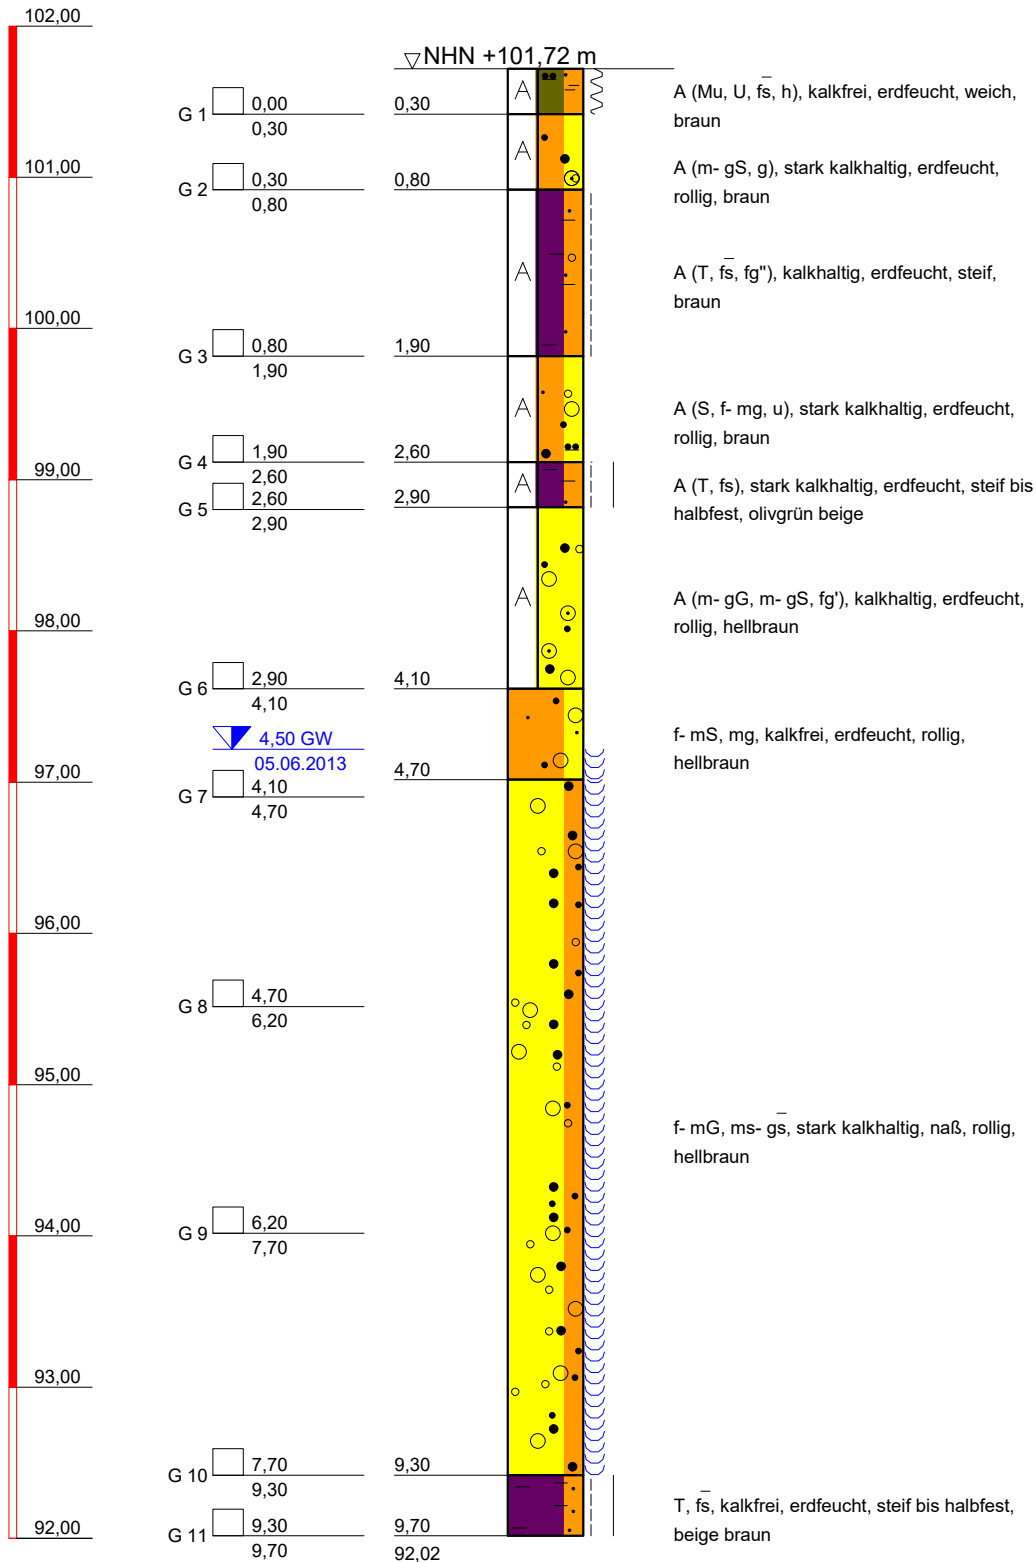 102,00
NHN +101,72 m
G 1
0,00
0,30
0,30
A
A (Mu, U, f̅s̅, h), kalkfrei, erdfeucht, weich,
braun
101,00
G 2
0,30
0,80
0,80
A
A (m- gS, g), stark kalkhaltig, erdfeucht,
rollig, braun
100,00
G 3
0,80
1,90
1,90
A
A (T, f̅s̅, fg"), kalkhaltig, erdfeucht, steif,
braun
G 4
1,90
2,60
2,60
A
A (S, f- mg, u), stark kalkhaltig, erdfeucht,
rollig, braun
99,00
G 5
2,60
2,90
2,90
A
A (T, fs), stark kalkhaltig, erdfeucht, steif bis
halbfest, olivgrün beige
98,00
G 6
2,90
4,10
4,10
A
A (m- gG, m- gS, fg'), kalkhaltig, erdfeucht,
rollig, hellbraun
4,50 GW
05.06.2013
97,00
G 7
4,10
4,70
4,70
f- mS, mg, kalkfrei, erdfeucht, rollig,
hellbraun
96,00
G 8
4,70
6,20
95,00
f- mG, ms- g̅s̅, stark kalkhaltig, naß, rollig,
hellbraun
94,00
G 9
6,20
7,70
93,00
G 10
7,70
9,30
9,30
92,00
G 11
9,30
9,70
9,70
92,02
T, f̅s̅, kalkfrei, erdfeucht, steif bis halbfest,
beige braun